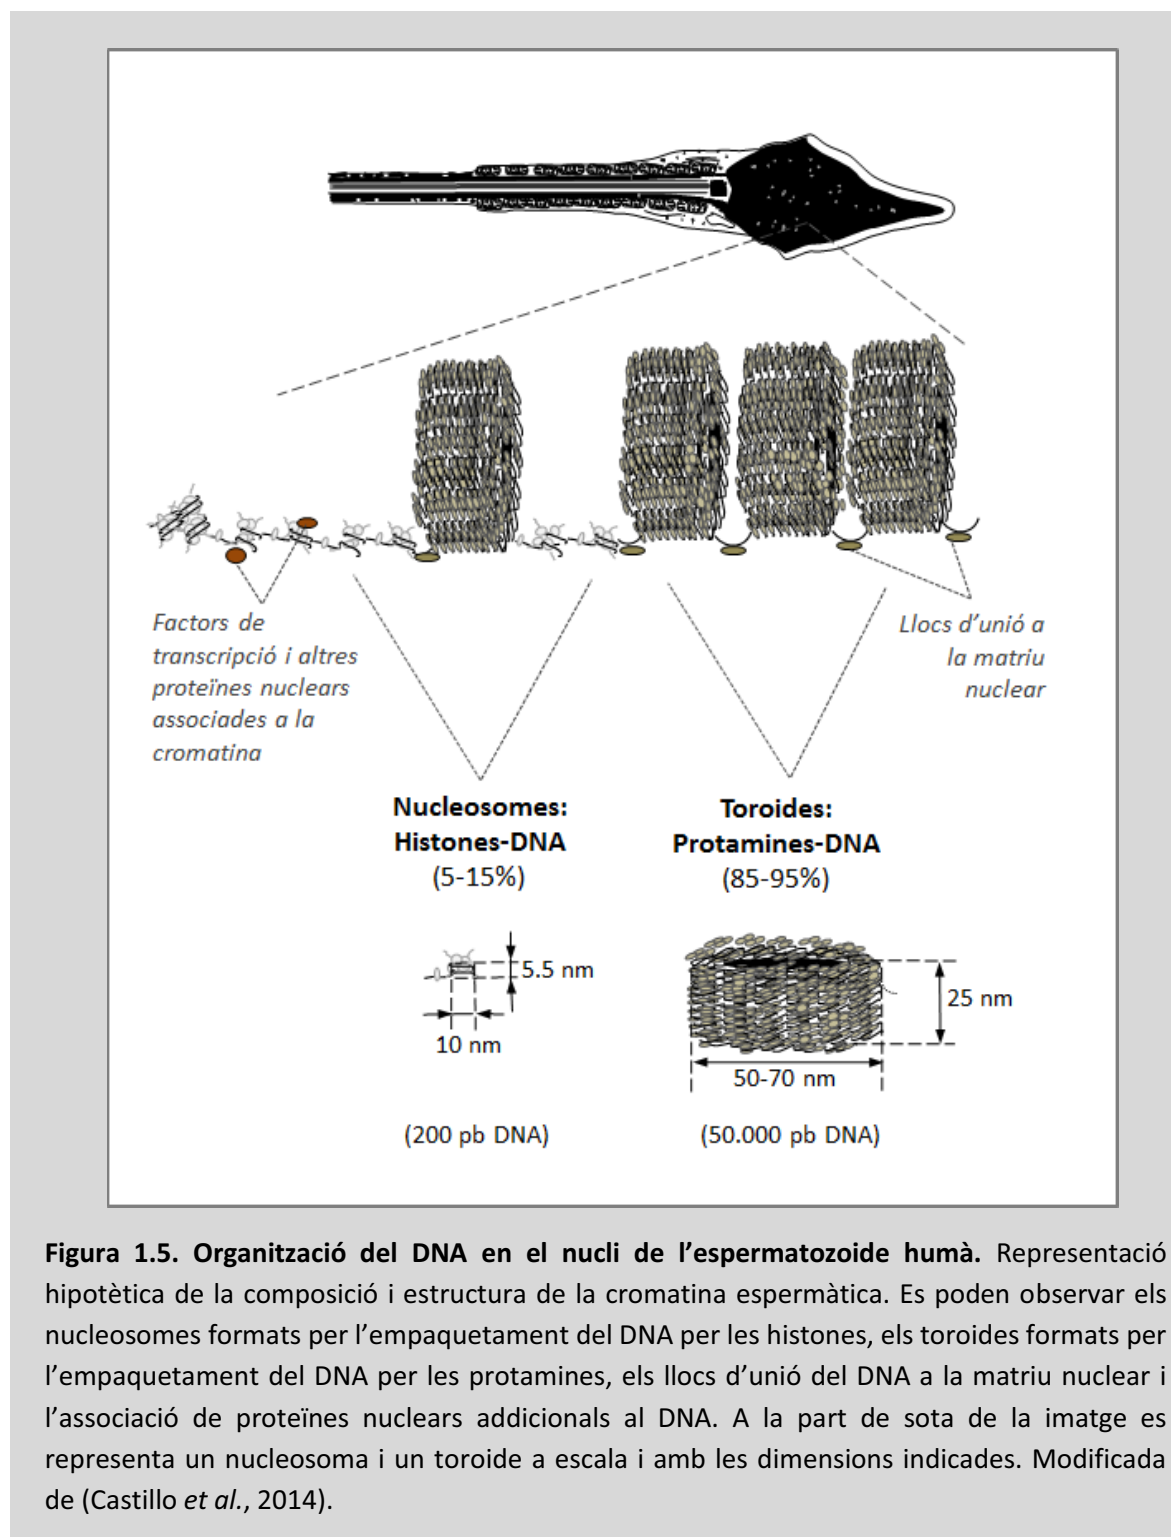 Factors de
transcripció i altres
proteïnes nuclears
associades a la
cromatina
Llocs d’unió a
la matriu
nuclear
Nucleosomes:
Histones-DNA
(5-15%)
Toroides:
Protamines-DNA
(85-95%)
5.5 nm
10 nm
(200 pb DNA)
25 nm
50-70 nm
(50.000 pb DNA)
Figura 1.5. Organització del DNA en el nucli de l’espermatozoide humà. Representació
hipotètica de la composició i estructura de la cromatina espermàtica. Es poden observar els
nucleosomes formats per l’empaquetament del DNA per les histones, els toroides formats per
l’empaquetament del DNA per les protamines, els llocs d’unió del DNA a la matriu nuclear i
l’associació de proteïnes nuclears addicionals al DNA. A la part de sota de la imatge es
representa un nucleosoma i un toroide a escala i amb les dimensions indicades. Modificada
de (Castillo et al., 2014).